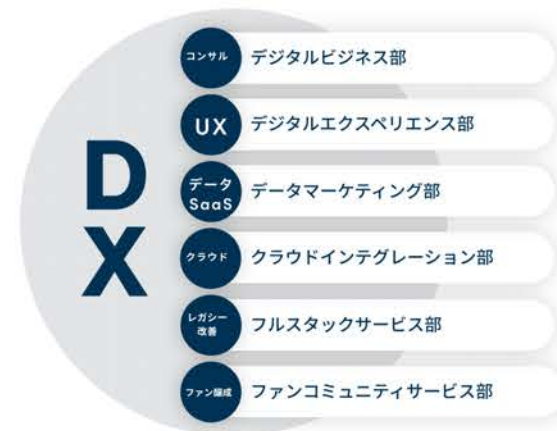 DX
コンサル
デジタルビジネス部
UX
デジタルエクスペリエンス部
データ
SaaS
データマーケティング部
クラウド
クラウドインテグレーション部
レガシー
改善
フルスタックサービス部
ファン醸成
ファンコミュニティサービス部